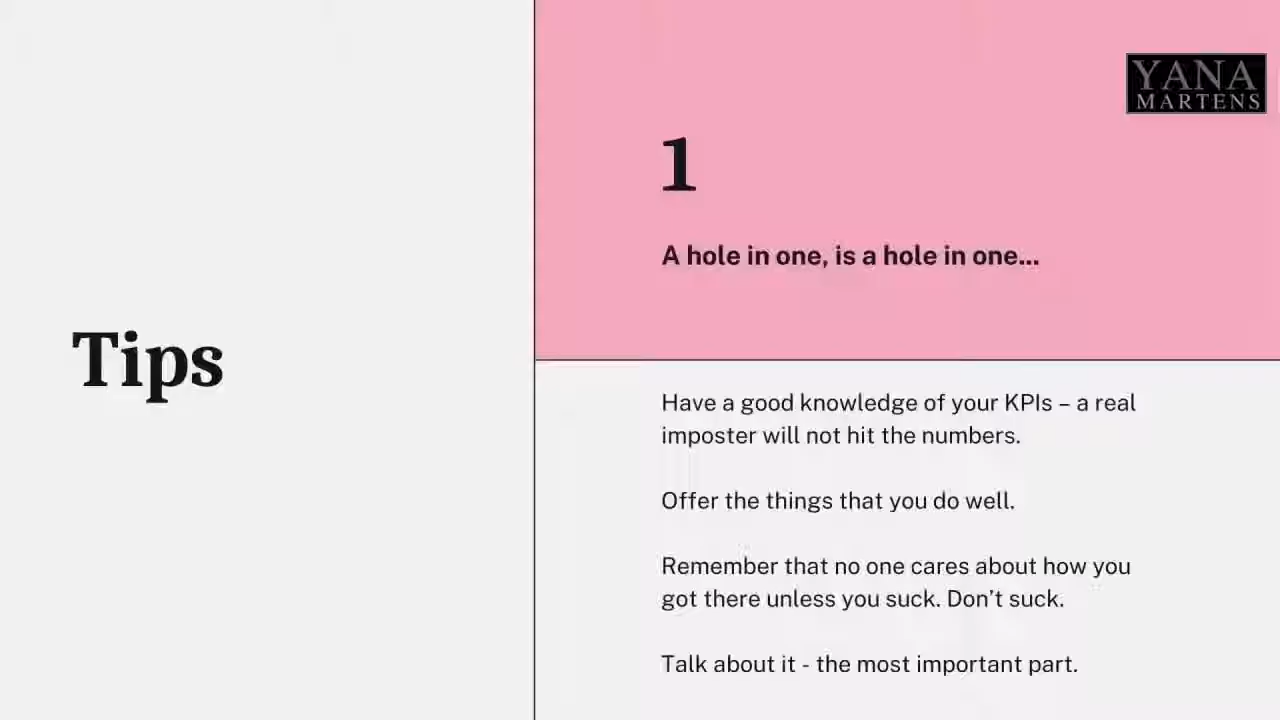 YANA
MARTENS
1
A hole in one, is a hole in one...
Tips
Have a good knowledge of your KPIs – a real
imposter will not hit the numbers.
Offer the things that you do well.
Remember that no one cares about how you
got there unless you suck. Don’t suck.
Talk about it - the most important part.